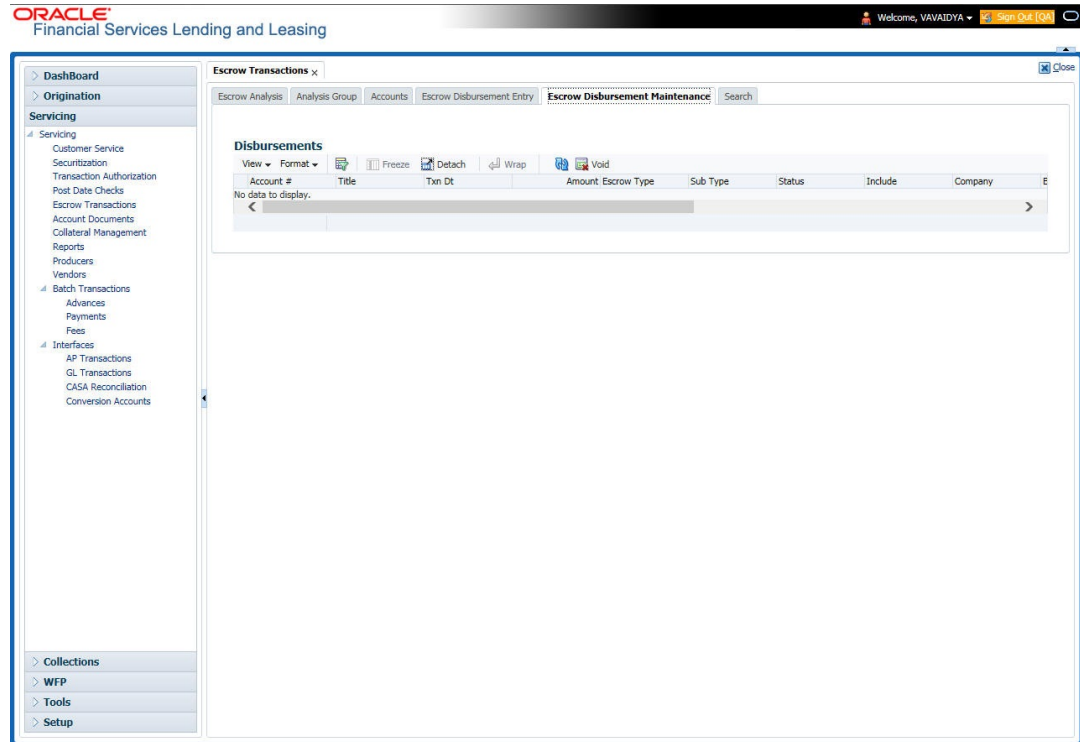 ORACLE
Financial Services Lending and Leasing
Welcome, VAVAIDYA
Sign Out [QA]
DashBoard
Origination
Servicing
Servicing
Customer Service
Securitization
Transaction Authorization
Post Date Checks
Escrow Transactions
Account Documents
Collateral Management
Reports
Producers
Vendors
Batch Transactions
Advances
Payments
Fees
Interfaces
AP Transactions
GL Transactions
CASA Reconciliation
Conversion Accounts
Collections
WFP
Tools
Setup
Escrow Transactions x
Close
Escrow Analysis Analysis Group Accounts Escrow Disbursement Entry Escrow Disbursement Maintenance Search
Disbursements
View Format Freeze Detach Wrap Void
Account # Title Txn Dt Amount Escrow Type Sub Type Status Include Company
No data to display.